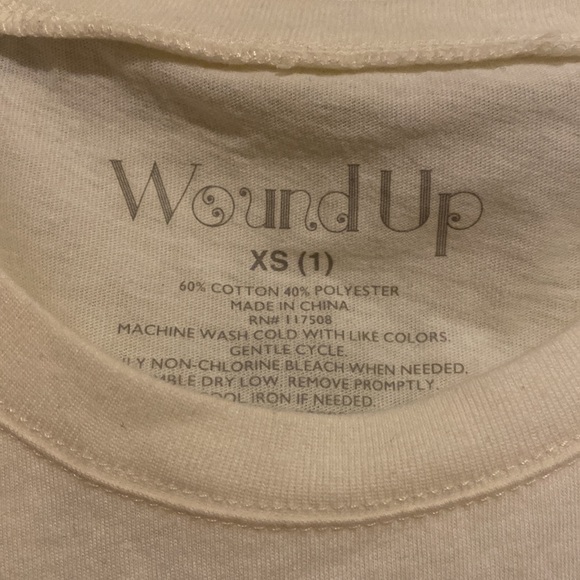 Wound Up
XS (1)
60% COTTON 40% POLYESTER
MADE IN CHINA
RN# 117508
MACHINE WASH COLD WITH LIKE COLORS.
GENTLE CYCLE.
NON-CHLORINE BLEACH WHEN NEEDED.
DRY LOW. REMOVE PROMPTLY.
IRON IF NEEDED.